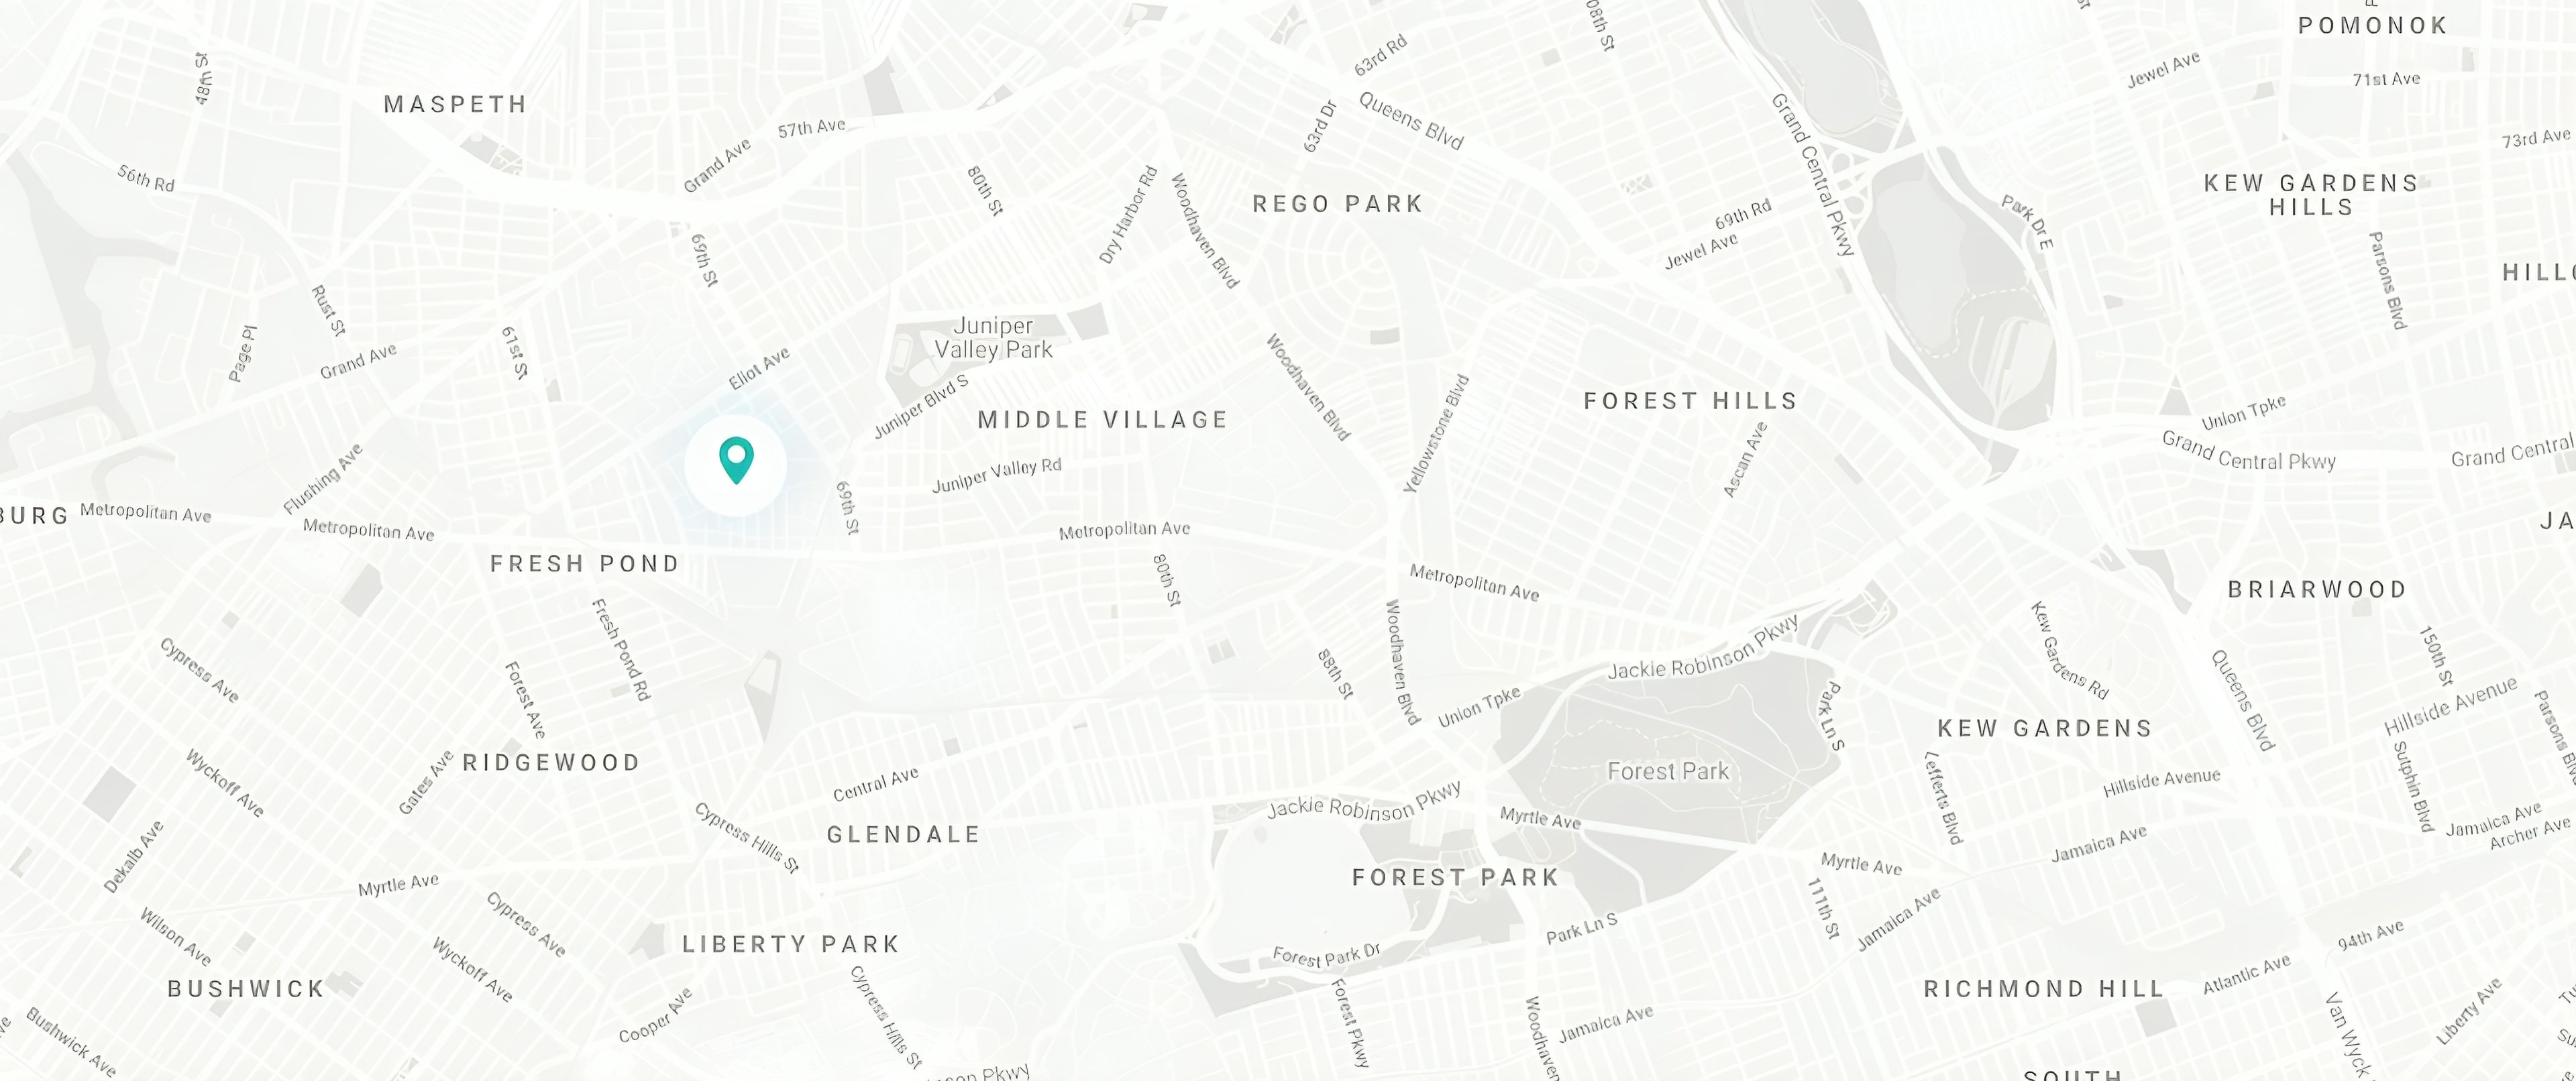 POMONOK
08th St
63rd Rd
48th St
Jewel Ave
71st Ave
MASPETH
Queens Blvd
63rd Dr
57th Ave
Grand Ave
Grand Central Pkwy
73rd Ave
56th Rd
80th St
Dry Harbor Rd
Woodhaven Blvd
REGO PARK
KEW GARDENS
HILLS
69th Rd
Jewel Ave
Park Dr E
69th St
Parsons Blvd
Rust St
Page Pl
Grand Ave
61st St
Eliot Ave
Juniper
Valley Park
Juniper Blvd S
Woodhaven Blvd
MIDDLE VILLAGE
Yellowstone Blvd
FOREST HILLS
Ascan Ave
Union Tpke
Grand Central Pkwy
Grand Central
Flushing Ave
Juniper Valley Rd
69th St
BURG
Metropolitan Ave
Metropolitan Ave
Metropolitan Ave
JA
FRESH POND
80th St
Metropolitan Ave
BRIARWOOD
Fresh Pond Rd
Woodhaven Blvd
Jackie Robinson Pkwy
Kew Gardens Rd
Cypress Ave
Forest Ave
88th St
Union Tpke
Park Ln S
Queens Blvd
150th St
Hillside Avenue
Parsons Blv
KEW GARDENS
RIDGEWOOD
Wyckoff Ave
Gates Ave
Central Ave
Forest Park
Lefferts Blvd
Hillside Avenue
Sutphin Blvd
Jackie Robinson Pkwy
Myrtle Ave
Cypress Hills St
GLENDALE
Jamaica Ave
Jamaica Ave
Archer Ave
Dekalb Ave
Myrtle Ave
FOREST PARK
Myrtle Ave
111th St
Jamaica Ave
Wilson Ave
Cypress Ave
Wyckoff Ave
LIBERTY PARK
Forest Park Dr
Park Ln S
94th Ave
BUSHWICK
Cypress Hills St
Forest Pkwy
RICHMOND HILL
Atlantic Ave
Bushwick Ave
Cooper Ave
Woodhaven
Jamaica Ave
Van Wyck
Liberty Ave
son Pkwy
SOUTH